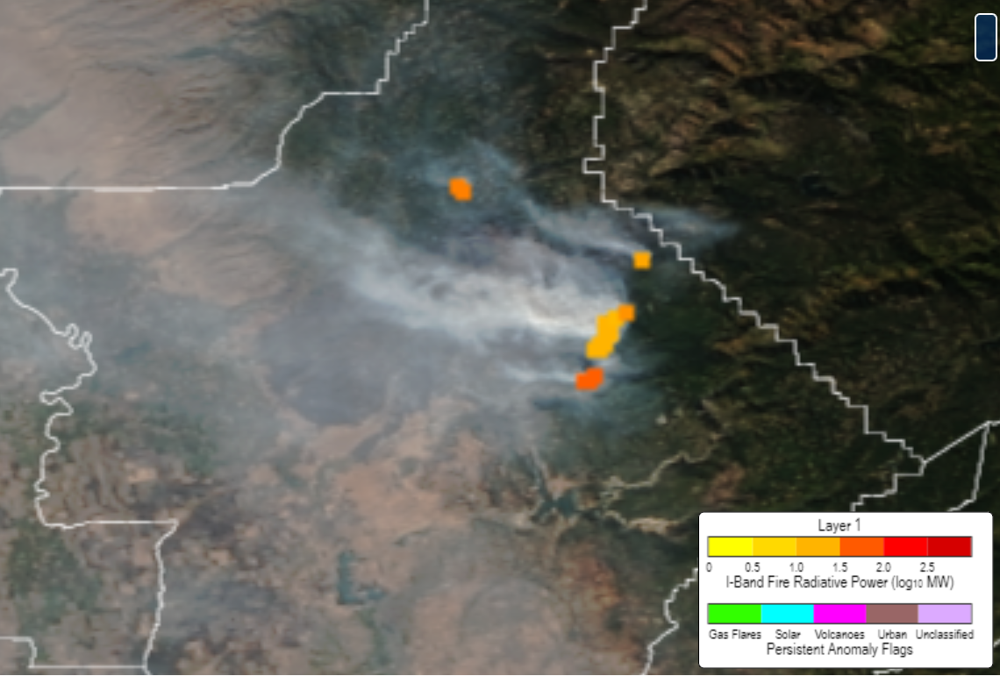 Layer 1
0 0.5 1.0 1.5 2.0 2.5
I-Band Fire Radiative Power (log₁₀ MW)
Gas Flares Solar Volcanoes Urban Unclassified
Persistent Anomaly Flags